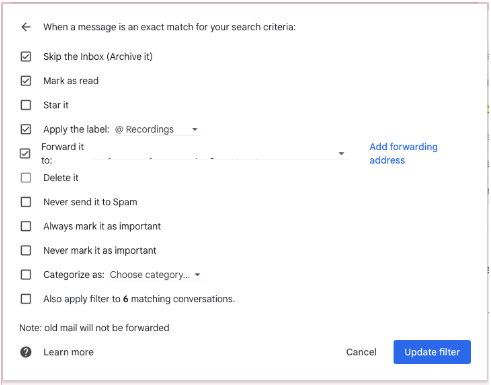 When a message is an exact match for your search criteria:
Skip the Inbox (Archive it)
Mark as read
Star it
Apply the label: @ Recordings
Forward it
to:
Add forwarding
address
Delete it
Never send it to Spam
Always mark it as important
Never mark it as important
Categorize as: Choose category...
Also apply filter to 6 matching conversations.
Note: old mail will not be forwarded
Learn more
Cancel
Update filter